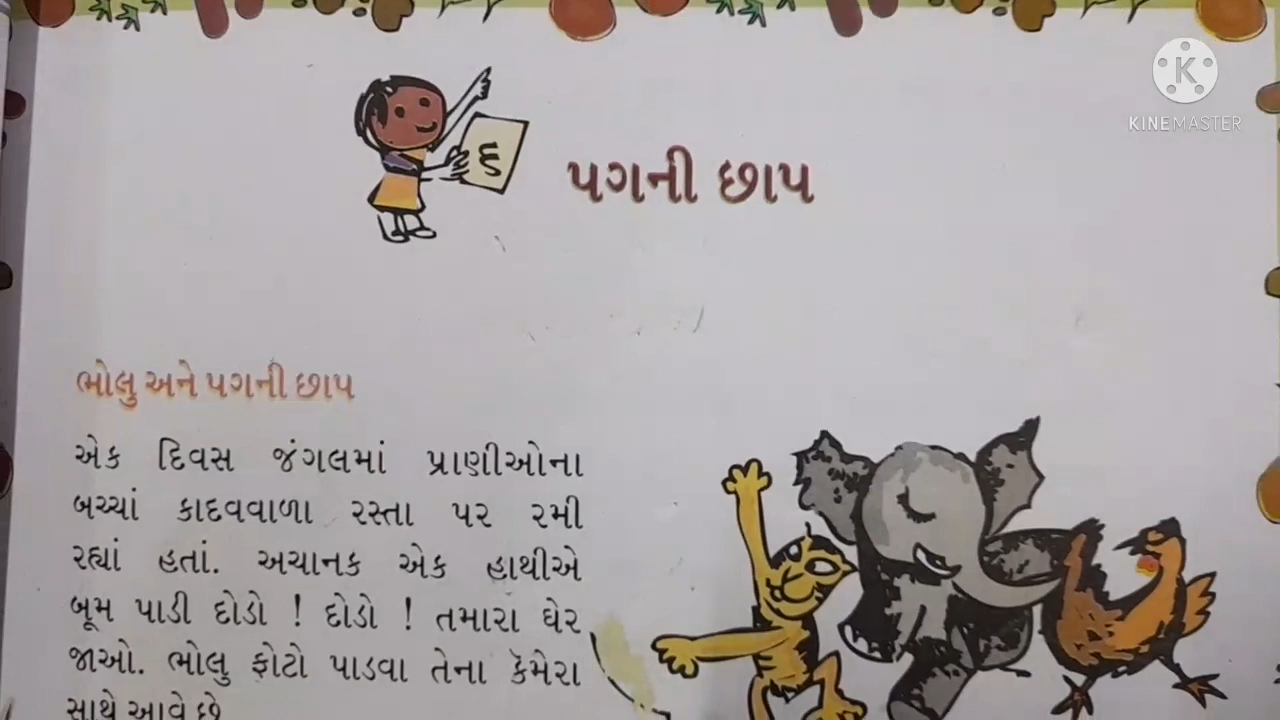 KINEMASTER
૬
પગની છાપ
ભોલુ અને પગની છાપ
એક દિવસ જંગલમાં પ્રાણીઓના
બચ્ચાં કાદવવાળા રસ્તા પર રમી
રહ્યાં હતાં. અચાનક એક હાથીએ
બૂમ પાડી દોડો ! દોડો ! તમારા ઘેર
જાઓ. ભોલુ ફોટો પાડવા તેના કૅમેરા
સાથે આવે છે